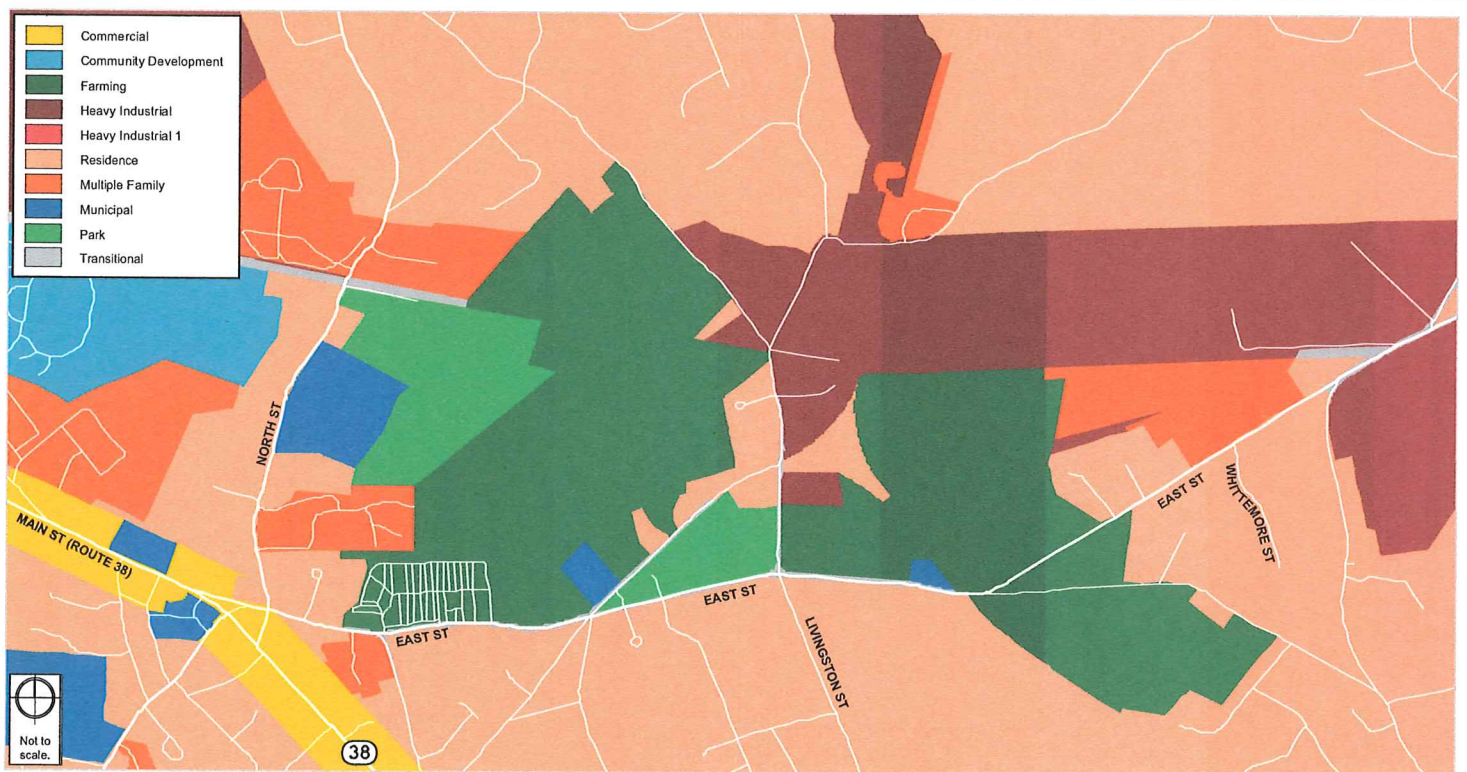 Commercial
Community Development
Farming
Heavy Industrial
Heavy Industrial 1
Residence
Multiple Family
Municipal
Park
Transitional
NORTH ST
MAIN ST (ROUTE 38)
EAST ST
EAST ST
LIVINGSTON ST
EAST ST
WHITTEMORE ST
38
Not to
scale.